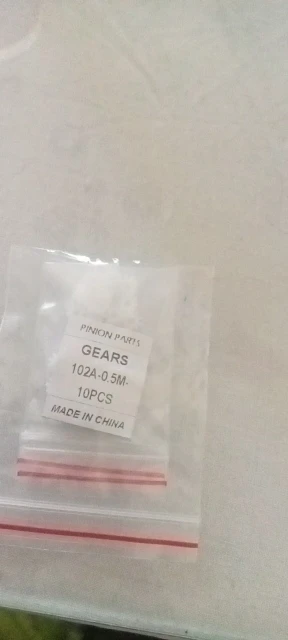 PINION PARTS
GEARS
102A-0.5M-
10PCS
MADE IN CHINA